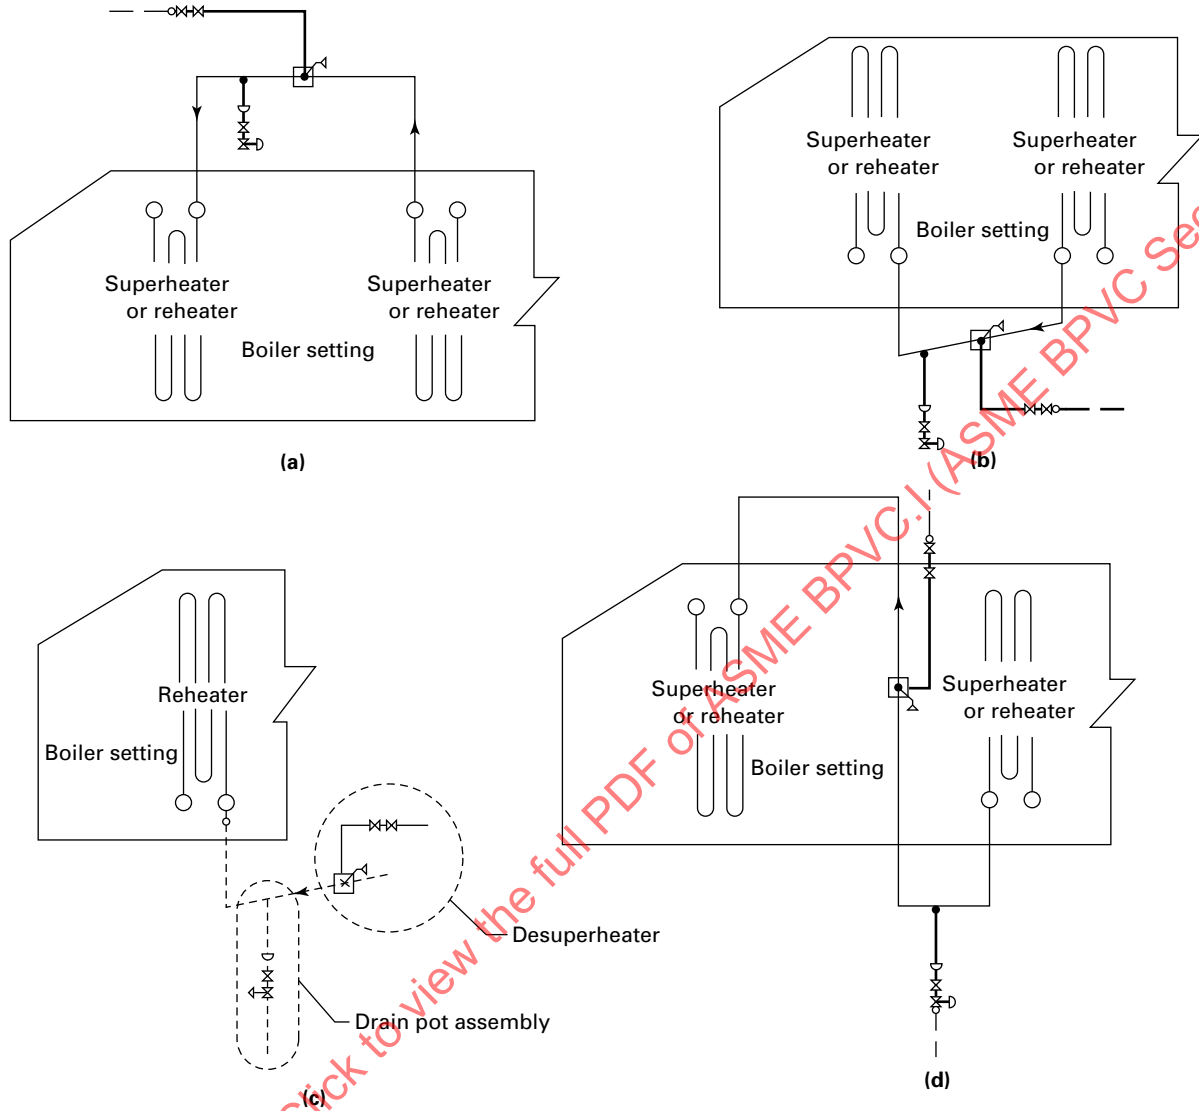 Superheater
or reheater
Superheater
or reheater
Boiler setting
(a)
Superheater
or reheater
Superheater
or reheater
Boiler setting
(b)
Reheater
Boiler setting
Desuperheater
Drain pot assembly
(c)
Superheater
or reheater
Superheater
or reheater
Boiler setting
(d)
Click to view the full PDF of ASME BPVC.I (ASME BPVC Sec